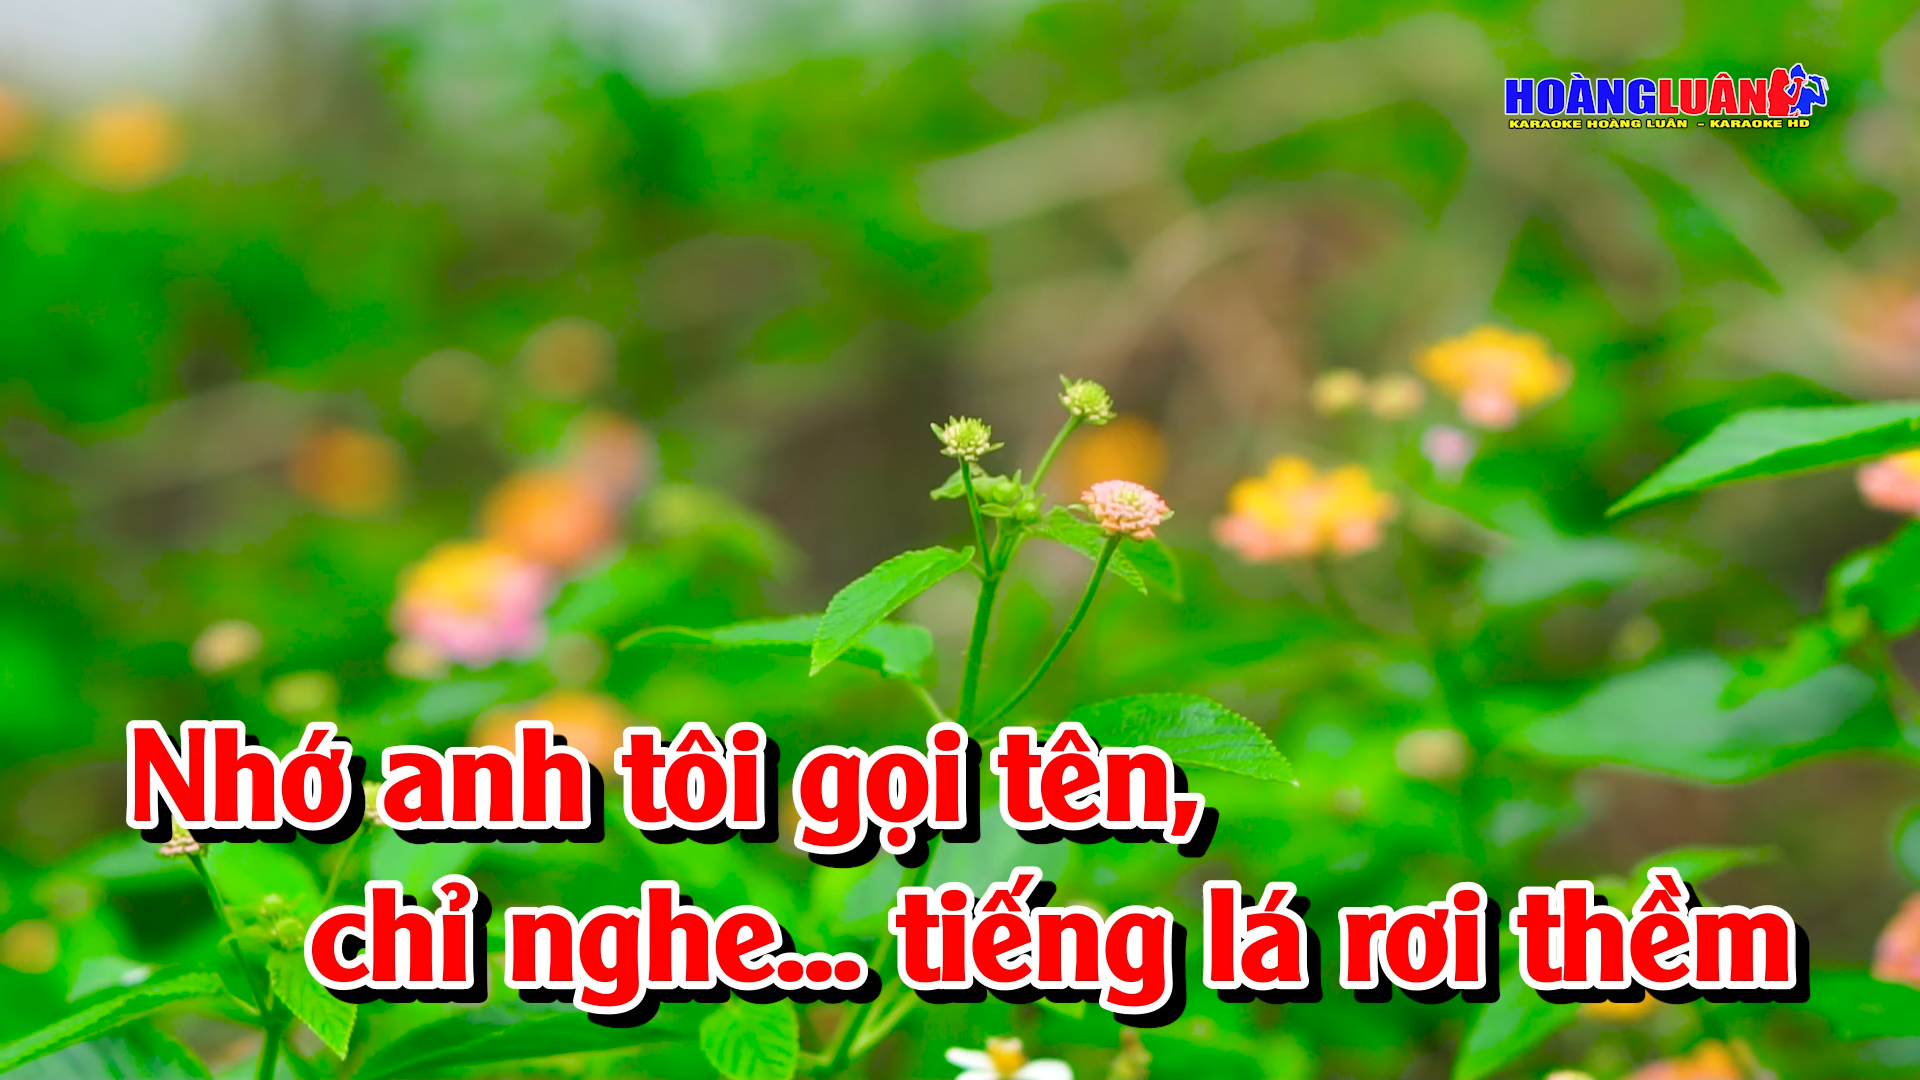 HOÀNGLUÂN
KARAOKE HOÀNG LUÂN - KARAOKE HD
Nhớ anh tôi gọi tên,
chỉ nghe... tiếng lá rơi thềm